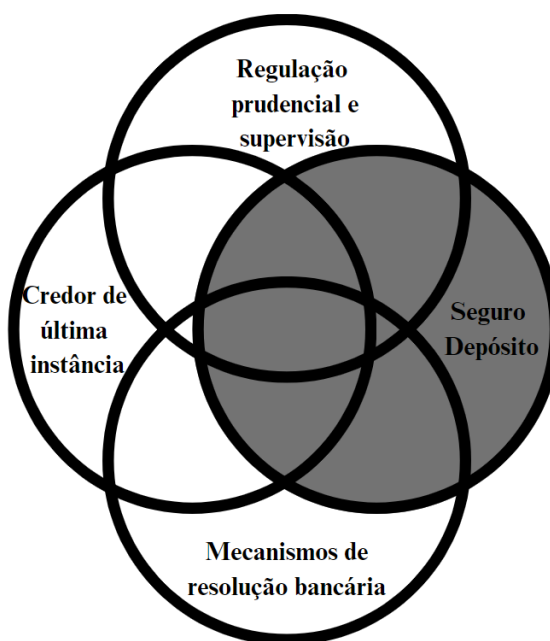 Regulação
prudencial e
supervisão
Credor de
última
instância
Seguro
Depósito
Mecanismos de
resolução bancária